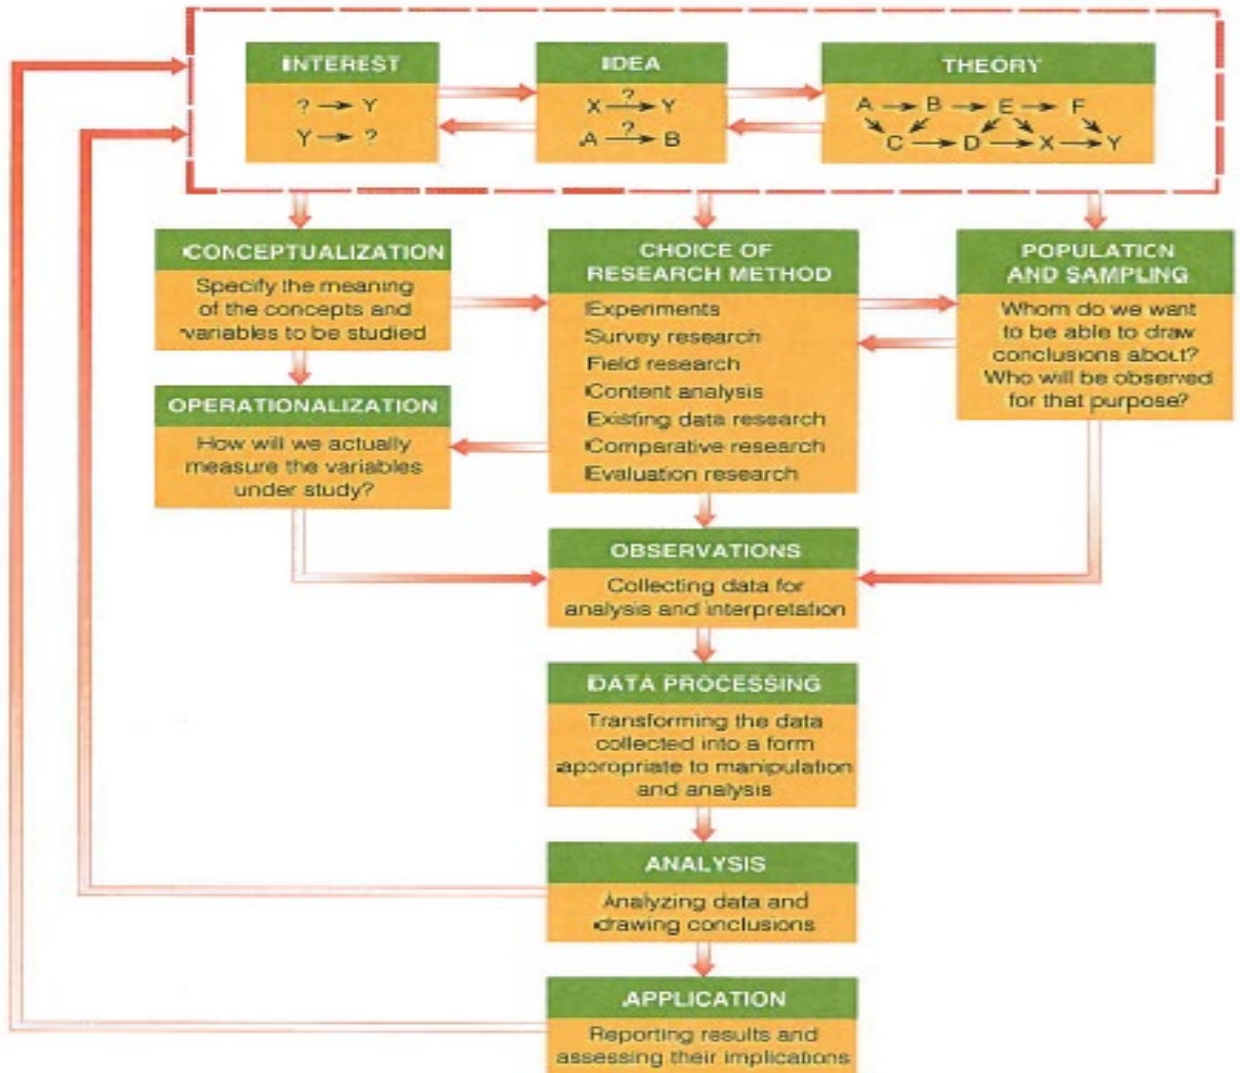 INTEREST
? → Y
Y → ?
IDEA
?
X → Y
?
A → B
THEORY
A → B → E → F
C → D → X → Y
CONCEPTUALIZATION
Specify the meaning
of the concepts and
variables to be studied
CHOICE OF
RESEARCH METHOD
Experiments
Survey research
Field research
Content analysis
Existing data research
Comparative research
Evaluation research
POPULATION
AND SAMPLING
Whom do we want
to be able to draw
conclusions about?
Who will be observed
for that purpose?
OPERATIONALIZATION
How will we actually
measure the variables
under study?
OBSERVATIONS
Collecting data for
analysis and interpretation
DATA PROCESSING
Transforming the data
collected into a form
appropriate to manipulation
and analysis
ANALYSIS
Analyzing data and
drawing conclusions
APPLICATION
Reporting results and
assessing their implications